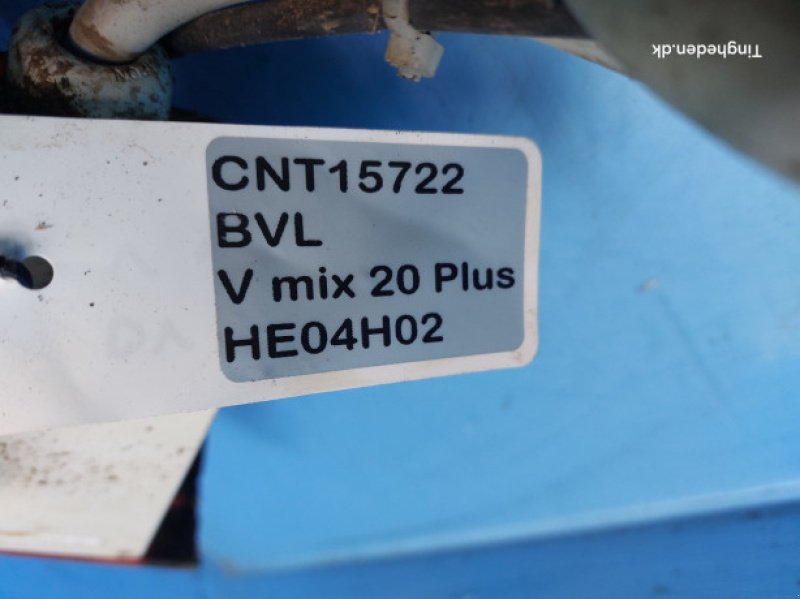 Tingheden.dk
CNT15722
BVL
V mix 20 Plus
HE04H02